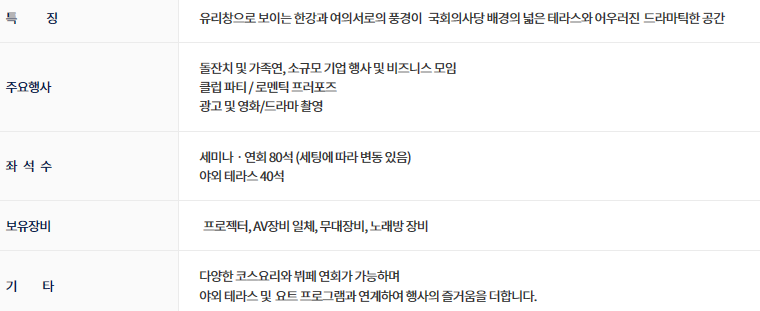 특 징
유리창으로 보이는 한강과 여의서로의 풍경이 국회의사당 배경의 넓은 테라스와 어우러진 드라마틱한 공간
주요행사
돌잔치 및 가족연, 소규모 기업 행사 및 비즈니스 모임
클럽 파티 / 로멘틱 프러포즈
광고 및 영화/드라마 촬영
좌 석 수
세미나ㆍ연회 80석 (세팅에 따라 변동 있음)
야외 테라스 40석
보유장비
프로젝터, AV장비 일체, 무대장비, 노래방 장비
기 타
다양한 코스요리와 뷔페 연회가 가능하며
야외 테라스 및 요트 프로그램과 연계하여 행사의 즐거움을 더합니다.